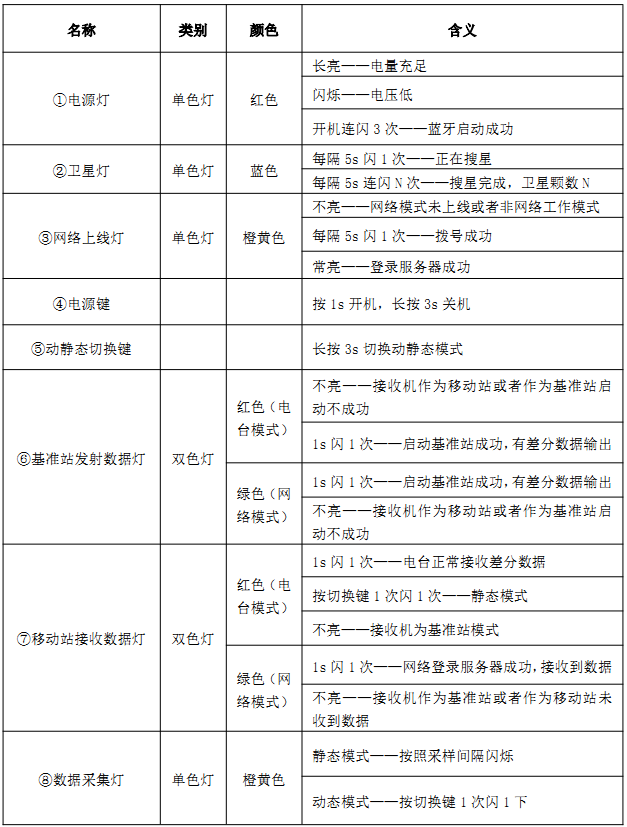 名称 类别 颜色 含义
①电源灯 单色灯 红色
长亮——电量充足
闪烁——电压低
开机连闪 3 次——蓝牙启动成功
②卫星灯 单色灯 蓝色
每隔 5s 闪 1 次——正在搜星
每隔 5s 连闪 N 次——搜星完成，卫星颗数 N
③网络上线灯 单色灯 橙黄色
不亮——网络模式未上线或者非网络工作模式
每隔 5s 闪 1 次——拨号成功
常亮——登录服务器成功
④电源键 按 1s 开机，长按 3s 关机
⑤动静态切换键 长按 3s 切换动静态模式
⑥基准站发射数据灯 双色灯
红色（电
台模式）
不亮——接收机作为移动站或者作为基准站启
动不成功
1s 闪 1 次——启动基准站成功，有差分数据输出
绿色（网
络模式）
1s 闪 1 次——启动基准站成功，有差分数据输出
不亮——接收机作为移动站或者作为基准站启
动不成功
⑦移动站接收数据灯 双色灯
红色（电
台模式）
1s 闪 1 次——电台正常接收差分数据
按切换键 1 次闪 1 次——静态模式
不亮——接收机为基准站模式
绿色（网
络模式）
1s 闪 1 次——网络登录服务器成功，接收到数据
不亮——接收机作为基准站或者作为移动站未
收到数据
⑧数据采集灯 单色灯 橙黄色
静态模式——按照采样间隔闪烁
动态模式——按切换键 1 次闪 1 下